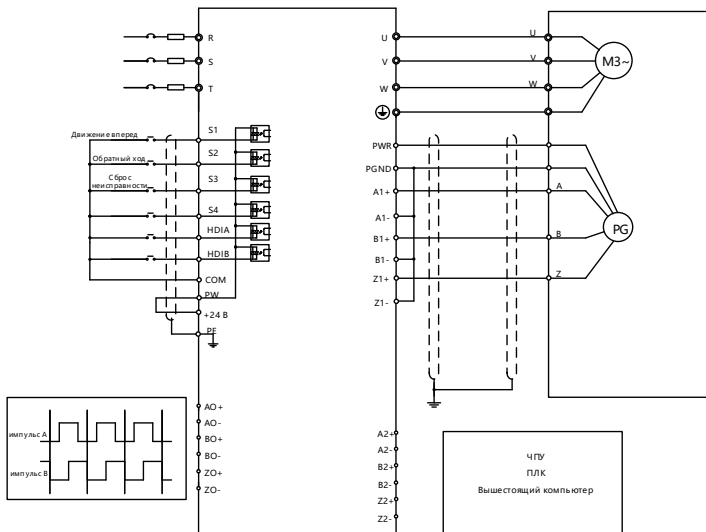 R
S
T
Движение вперед
S1
Обратный ход
S2
Сброс
неисправности
S3
S4
HDIA
HDIB
COM
PW
+24 В
PE
U
V
W
PWR
PGND
A1+
A1-
B1+
B1-
Z1+
Z1-
U
V
W
M3~
A
B
Z
PG
импульс А
импульс В
AO+
AO-
BO+
BO-
ZO+
ZO-
A2+
A2-
B2+
B2-
Z2+
Z2-
ЧПУ
ПЛК
Вышестоящий компьютер